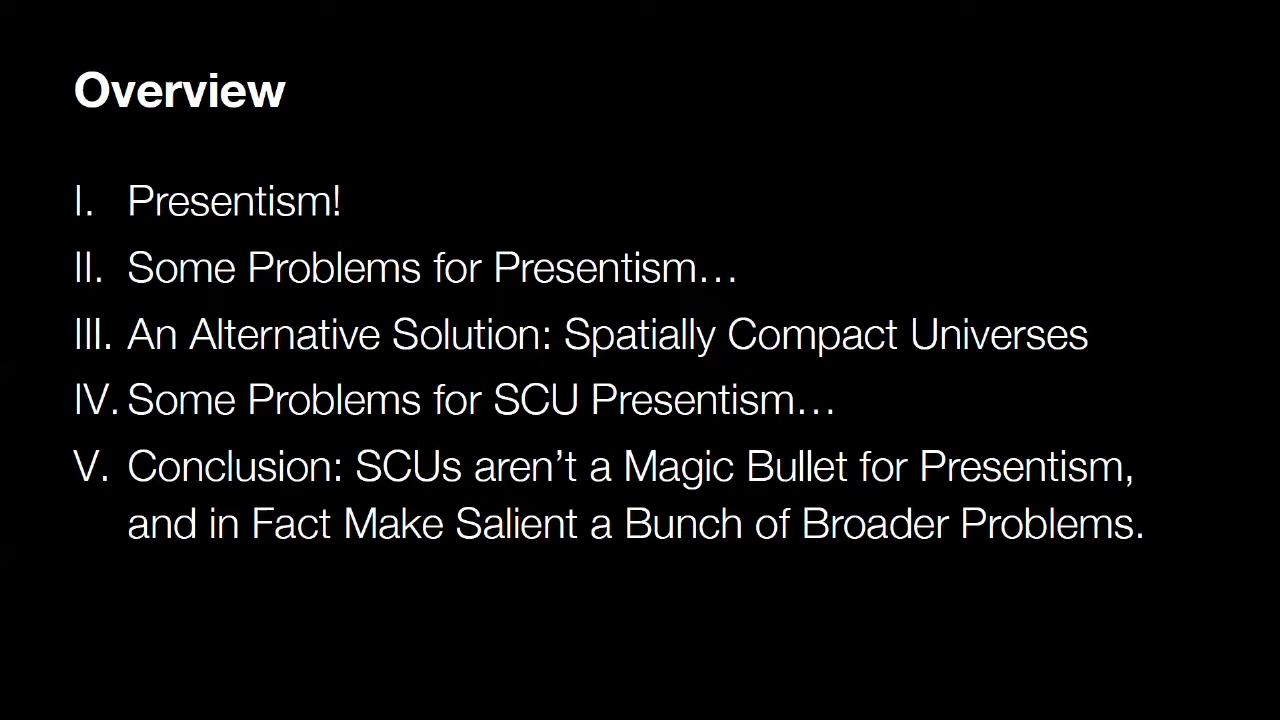 Overview
I. Presentism!
II. Some Problems for Presentism…
III. An Alternative Solution: Spatially Compact Universes
IV. Some Problems for SCU Presentism…
V. Conclusion: SCUs aren’t a Magic Bullet for Presentism,
and in Fact Make Salient a Bunch of Broader Problems.